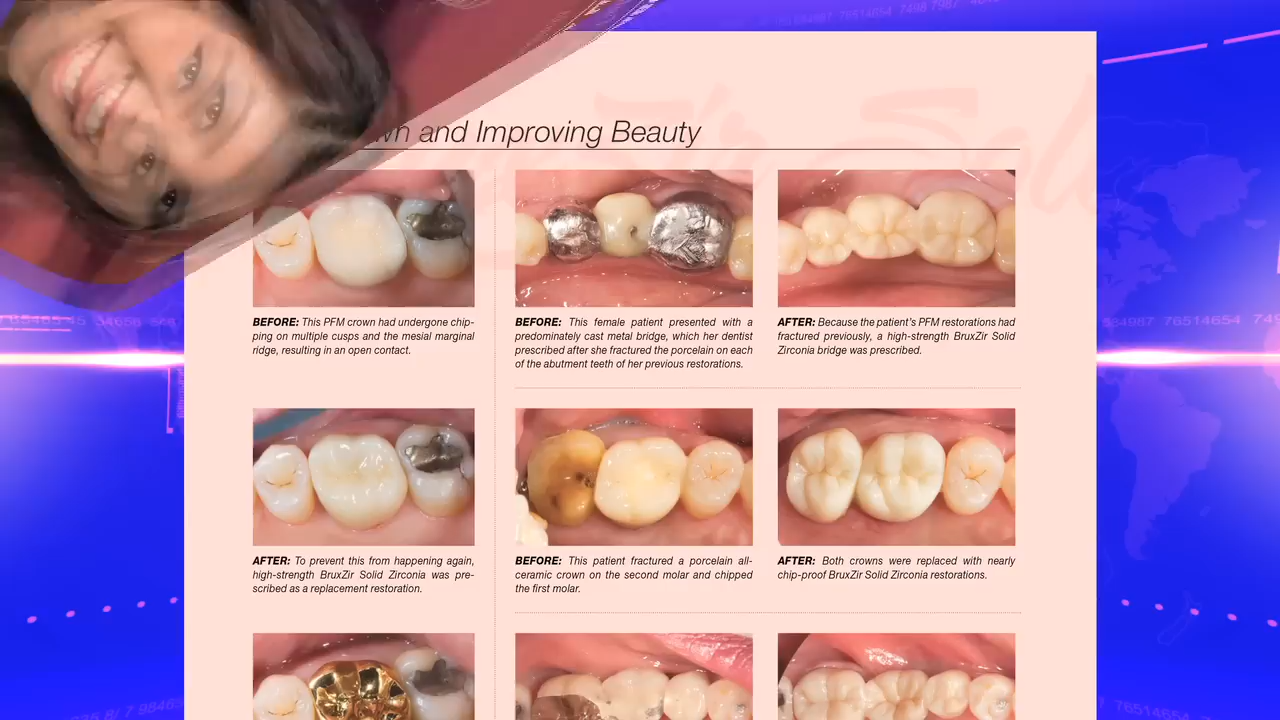 and Improving Beauty
BEFORE: This PFM crown had undergone chip-
ping on multiple cusps and the mesial marginal
ridge, resulting in an open contact.
BEFORE: This female patient presented with a
predominately cast metal bridge, which her dentist
prescribed after she fractured the porcelain on each
of the abutment teeth of her previous restorations.
AFTER: Because the patient's PFM restorations had
fractured previously, a high-strength BruxZir Solid
Zirconia bridge was prescribed.
AFTER: To prevent this from happening again,
high-strength BruxZir Solid Zirconia was pre-
scribed as a replacement restoration.
BEFORE: This patient fractured a porcelain all-
ceramic crown on the second molar and chipped
the first molar.
AFTER: Both crowns were replaced with nearly
chip-proof BruxZir Solid Zirconia restorations.
76514654